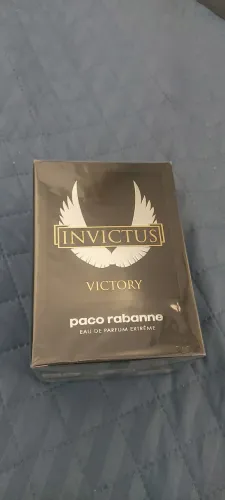 INVICTUS
VICTORY
paco rabanne
EAU DE PARFUM EXTRÊME